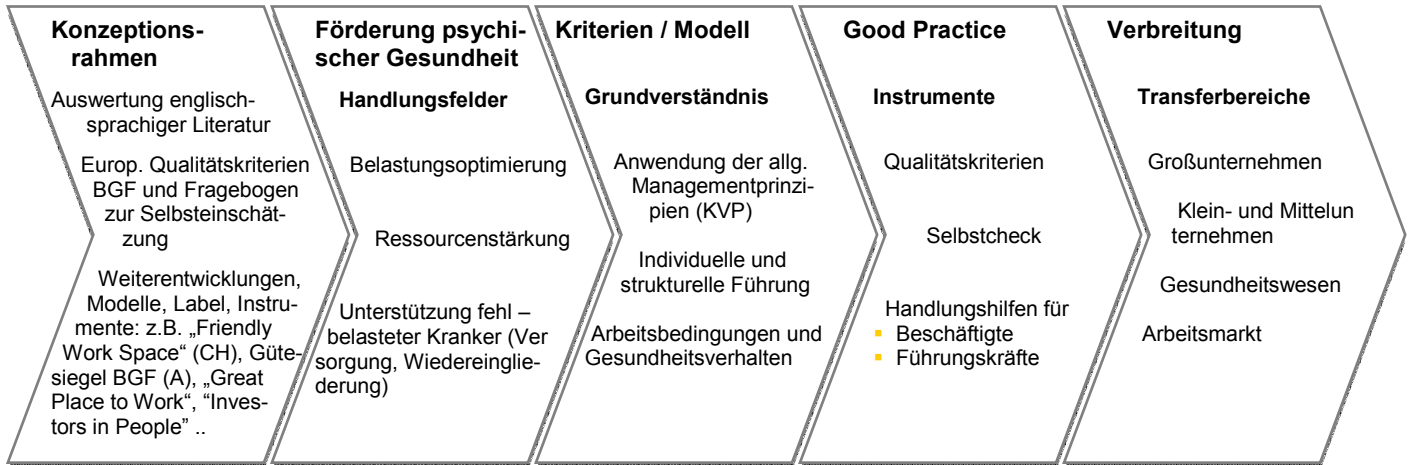 Konzeptions-
rahmen
Auswertung englisch-
sprachiger Literatur
Europ. Qualitätskriterien
BGF und Fragebogen
zur Selbsteinschät-
zung
Weiterentwicklungen,
Modelle, Label, Instru-
mente: z.B. „Friendly
Work Space“ (CH), Güte-
siegel BGF (A), „Great
Place to Work“, “Inves-
tors in People” ..
Förderung psychi-
scher Gesundheit
Handlungsfelder
Belastungsoptimierung
Ressourcenstärkung
Unterstützung fehl –
belasteter Kranker (Ver
sorgung, Wiedereinglie-
derung)
Kriterien / Modell
Grundverständnis
Anwendung der allg.
Managementprinzi-
pien (KVP)
Individuelle und
strukturelle Führung
Arbeitsbedingungen und
Gesundheitsverhalten
Good Practice
Instrumente
Qualitätskriterien
Selbstcheck
Handlungshilfen für
▪ Beschäftigte
▪ Führungskräfte
Verbreitung
Transferbereiche
Großunternehmen
Klein- und Mittelun
ternehmen
Gesundheitswesen
Arbeitsmarkt